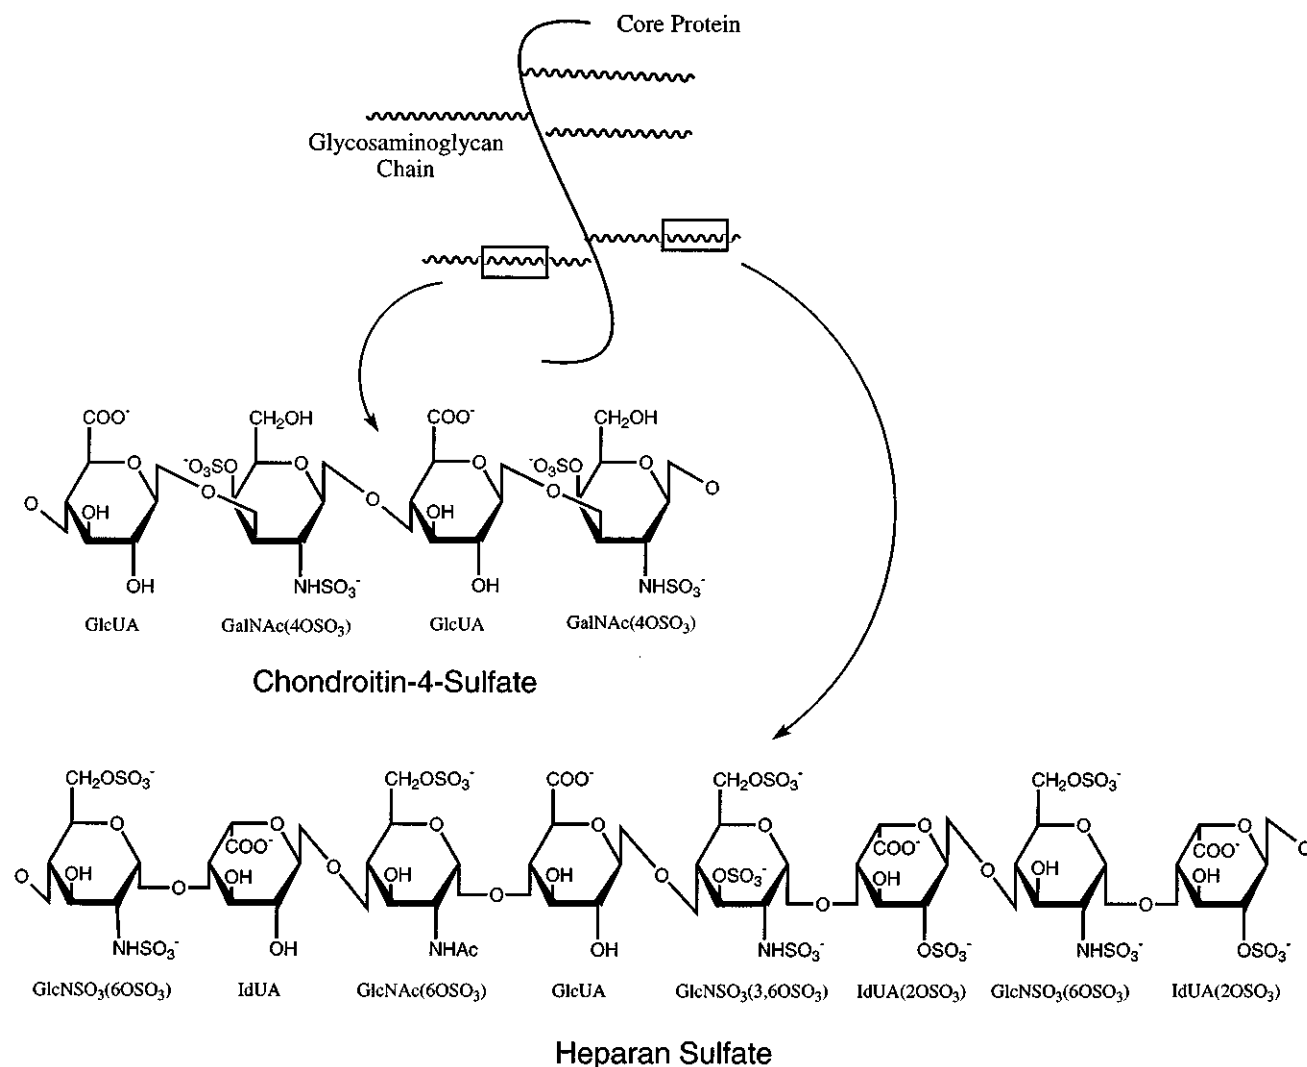 Core Protein
Glycosaminoglycan
Chain
COO⁻ CH₂OH COO⁻ CH₂OH
O ⁻O₃SO O O ⁻O₃SO O
O OH O O OH O O
OH NHSO₃⁻ OH NHSO₃⁻
GlcUA GalNAc(4OSO₃) GlcUA GalNAc(4OSO₃)
Chondroitin-4-Sulfate
CH₂OSO₃⁻ CH₂OSO₃⁻ COO⁻ CH₂OSO₃⁻ CH₂OSO₃⁻
O O O O O O O O
COO⁻ COO⁻ COO⁻ O
OH OH O OH OH O OSO₃⁻ OH O OH OH
O O O O O
NHSO₃⁻ OH NHAc OH NHSO₃⁻ OSO₃⁻ NHSO₃⁻ OSO₃⁻
GlcNSO₃(6OSO₃) IdUA GlcNAc(6OSO₃) GlcUA GlcNSO₃(3,6OSO₃) IdUA(2OSO₃) GlcNSO₃(6OSO₃) IdUA(2OSO₃)
Heparan Sulfate